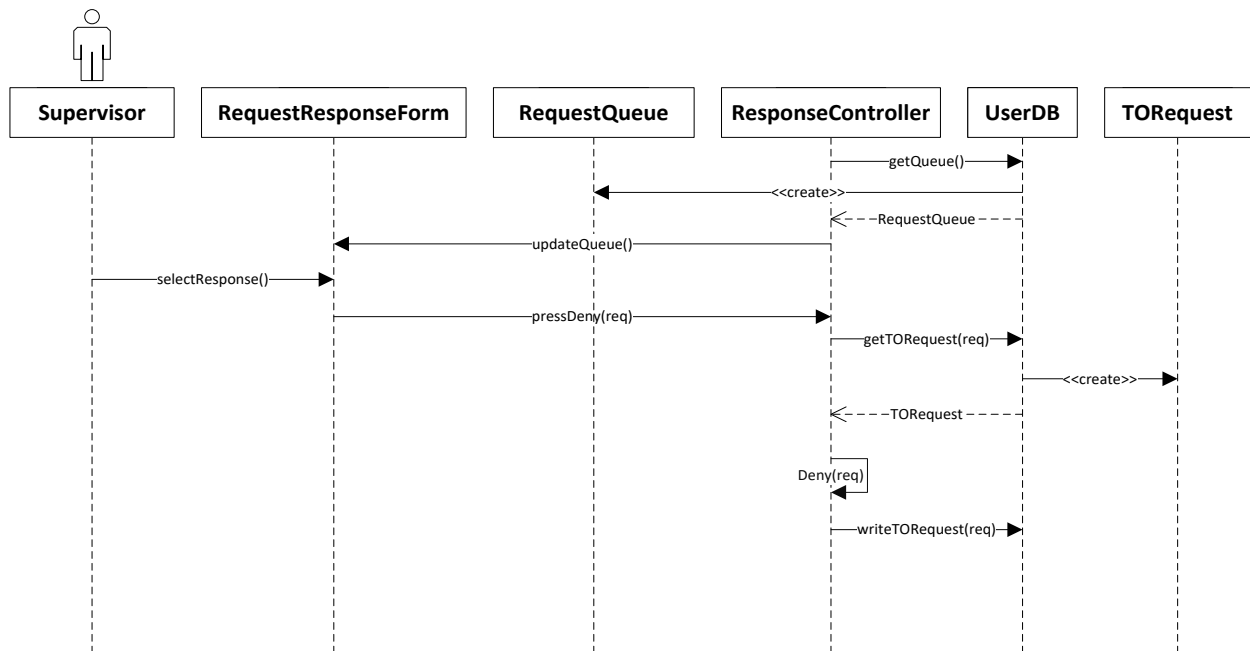 Supervisor
RequestResponseForm
RequestQueue
ResponseController
UserDB
TORequest
getQueue()
<<create>>
RequestQueue
updateQueue()
selectResponse()
pressDeny(req)
getTORequest(req)
<<create>>
TORequest
Deny(req)
writeTORequest(req)